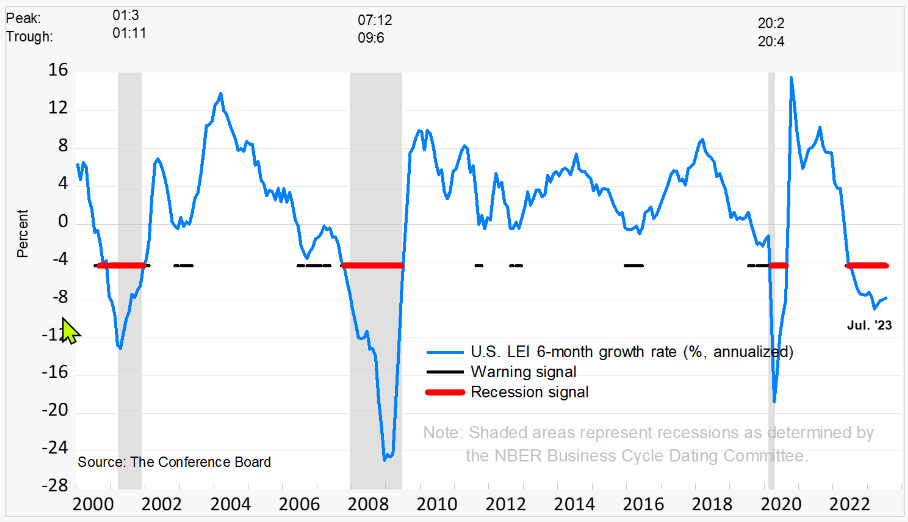 Peak: 01:3 07:12 20:2
Trough: 01:11 09:6 20:4
16
12
8
4
0
-4
-8
-12
-16
-20
-24
-28
Percent
Jul. '23
U.S. LEI 6-month growth rate (%, annualized)
Warning signal
Recession signal
Note: Shaded areas represent recessions as determined by
the NBER Business Cycle Dating Committee.
Source: The Conference Board
2000 2002 2004 2006 2008 2010 2012 2014 2016 2018 2020 2022